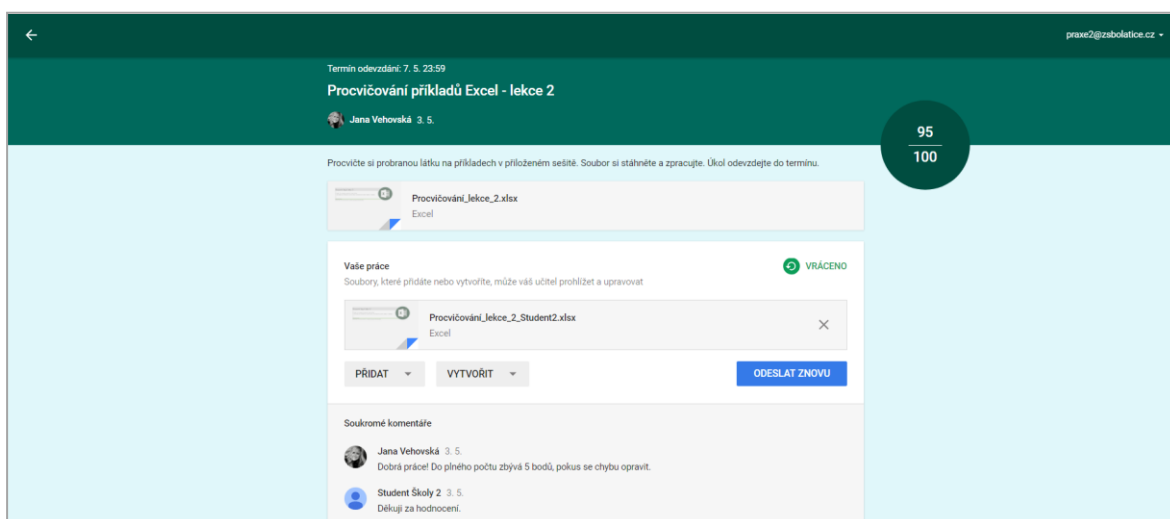 praxe2@zsbolatice.cz
Termín odevzdání: 7. 5. 23:59
Procvičování příkladů Excel - lekce 2
Jana Vehovská 3. 5.
95
100
Procvičte si probranou látku na příkladech v přiloženém sešitě. Soubor si stáhněte a zpracujte. Úkol odevzdejte do termínu.
Procvičování_lekce_2.xlsx
Excel
Vaše práce
VRÁCENO
Soubory, které přidáte nebo vytvoříte, může váš učitel prohlížet a upravovat
Procvičování_lekce_2_Student2.xlsx
Excel
PŘIDAT
VYTVOŘIT
ODESLAT ZNOVU
Soukromé komentáře
Jana Vehovská 3. 5.
Dobrá práce! Do plného počtu zbývá 5 bodů, pokus se chybu opravit.
Student Školy 2 3. 5.
Děkuji za hodnocení.